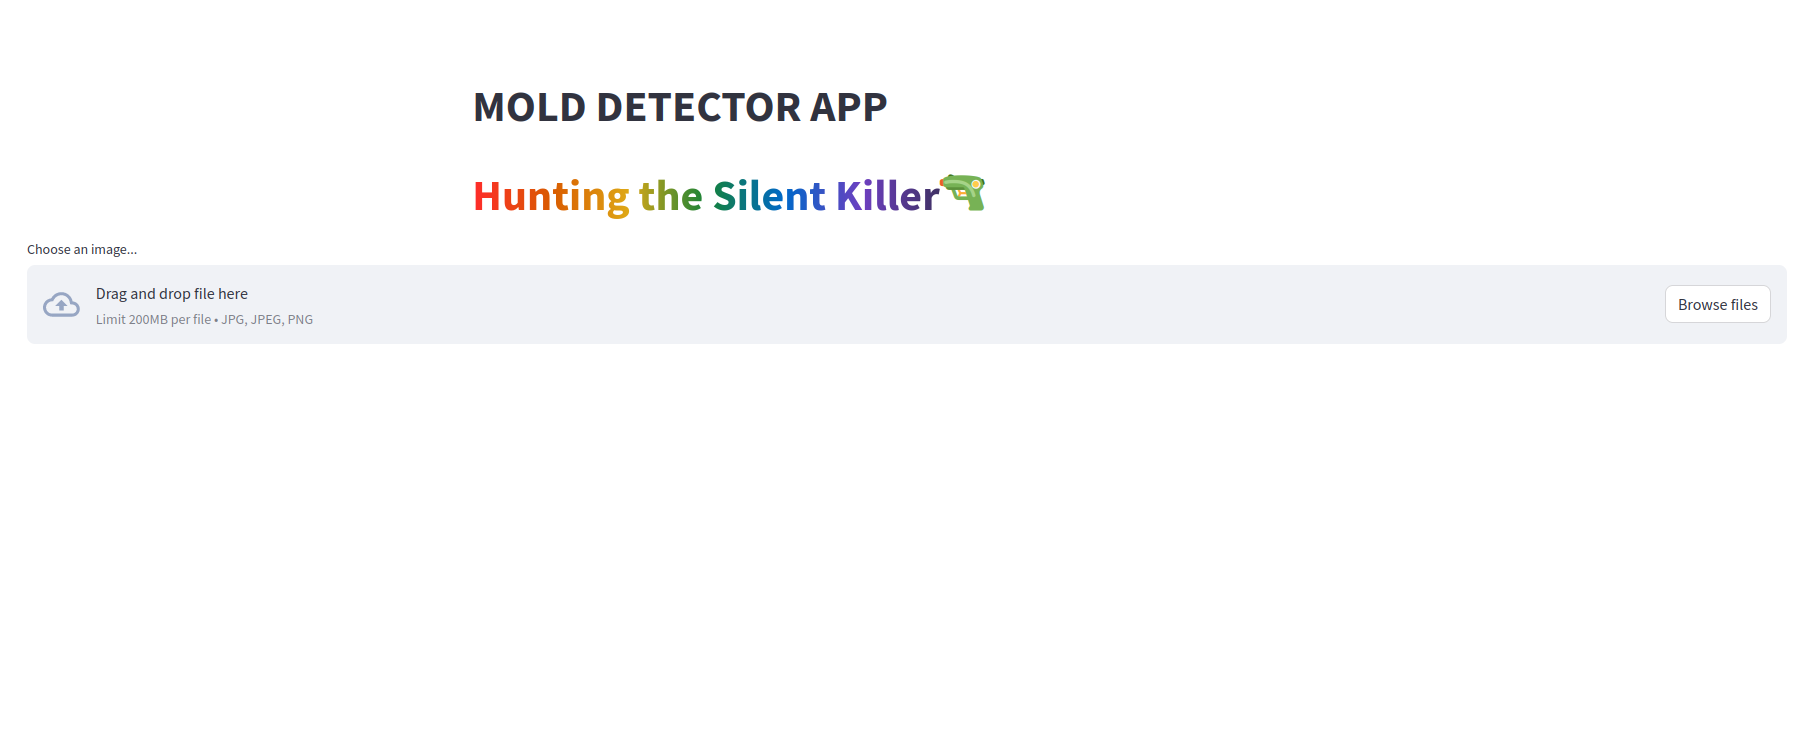 MOLD DETECTOR APP
Hunting the Silent Killer🔫
Choose an image...
Drag and drop file here
Limit 200MB per file • JPG, JPEG, PNG
Browse files